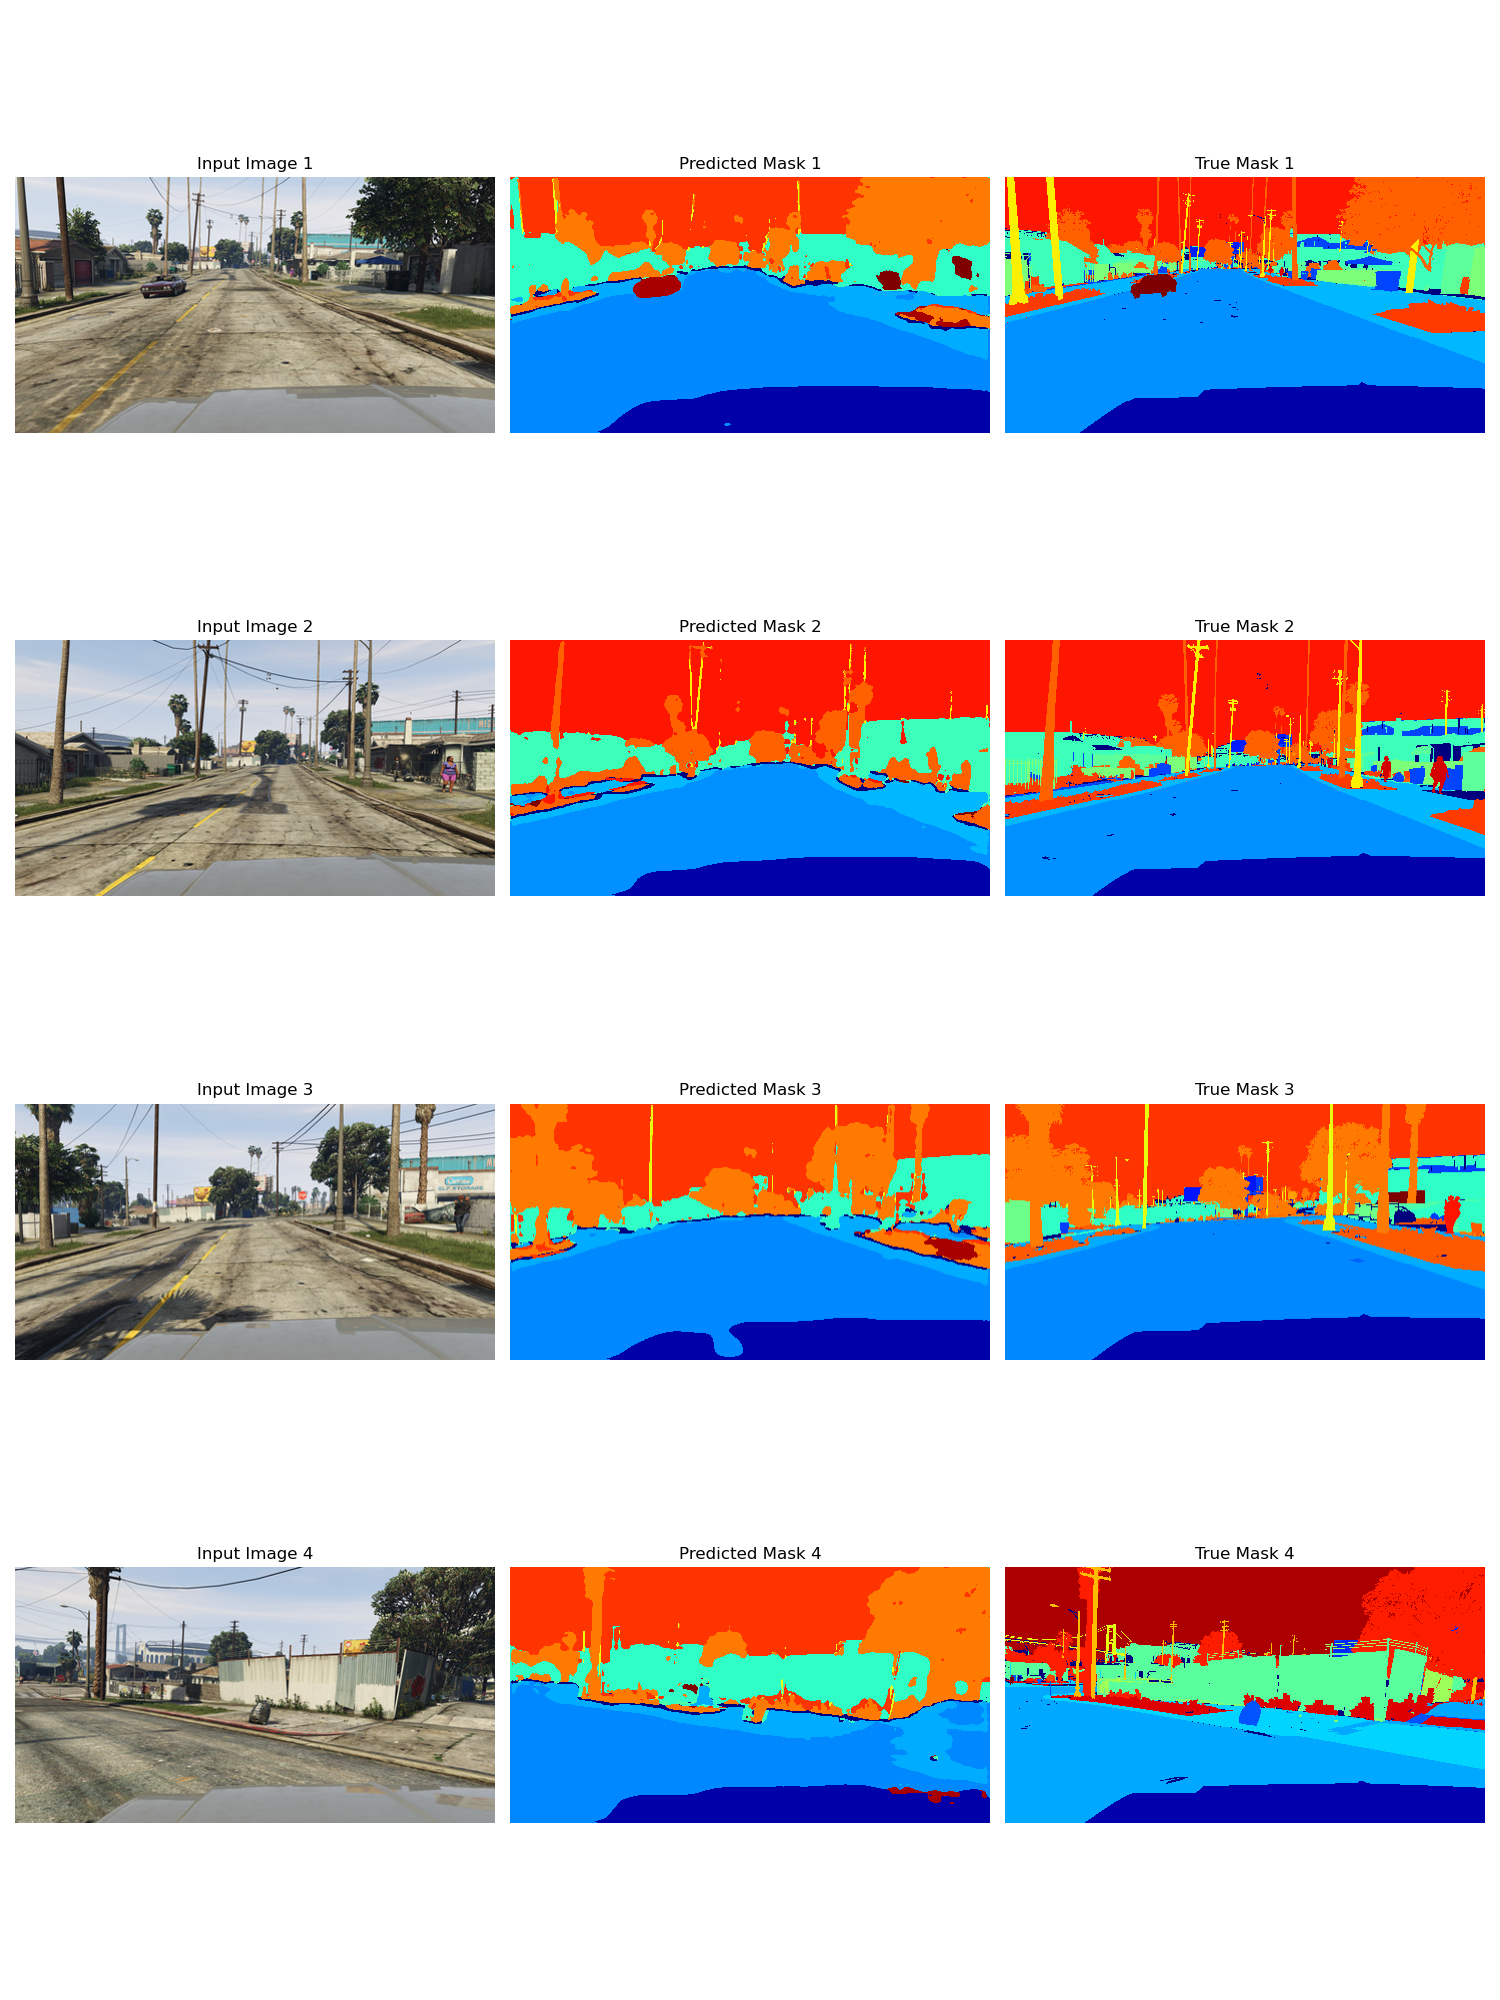 Input Image 1
Predicted Mask 1
True Mask 1
Input Image 2
Predicted Mask 2
True Mask 2
Input Image 3
Predicted Mask 3
True Mask 3
Input Image 4
Predicted Mask 4
True Mask 4